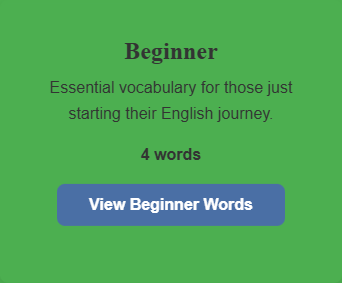 Beginner
Essential vocabulary for those just
starting their English journey.
4 words
View Beginner Words